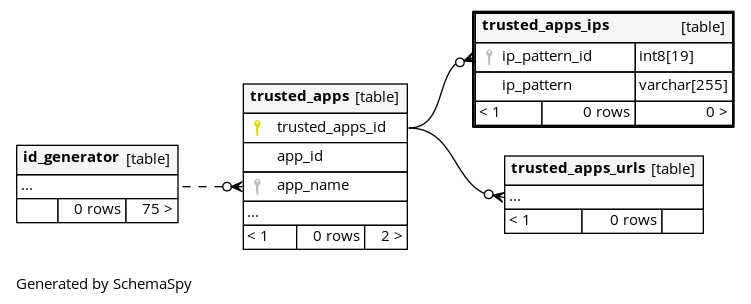 trusted_apps_ips [table]
ip_pattern_id int8[19]
ip_pattern varchar[255]
< 1 0 rows 0 >
trusted_apps [table]
trusted_apps_id
app_id
app_name
...
< 1 0 rows 2 >
id_generator [table]
...
0 rows 75 >
trusted_apps_urls [table]
...
< 1 0 rows
Generated by SchemaSpy